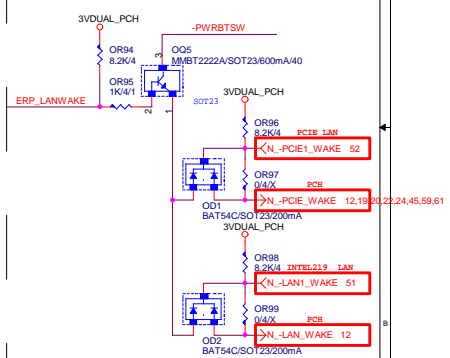 3VDUAL_PCH
-PWRBTSW
OR94
8.2K/4
OQ5
MMBT2222A/SOT23/600mA/40
3
OR95
1K/4/1
SOT23
ERP_LANWAKE
2
1
3VDUAL_PCH
OR96
8.2K/4
PCIE LAN
N_-PCIE1_WAKE 52
OR97
0/4/X
PCH
N_-PCIE_WAKE 12,19,20,22,24,45,59,61
OD1
BAT54C/SOT23/200mA
3VDUAL_PCH
OR98
8.2K/4
INTEL219 LAN
N_-LAN1_WAKE 51
OR99
0/4/X
PCH
B
N_-LAN_WAKE 12
OD2
BAT54C/SOT23/200mA